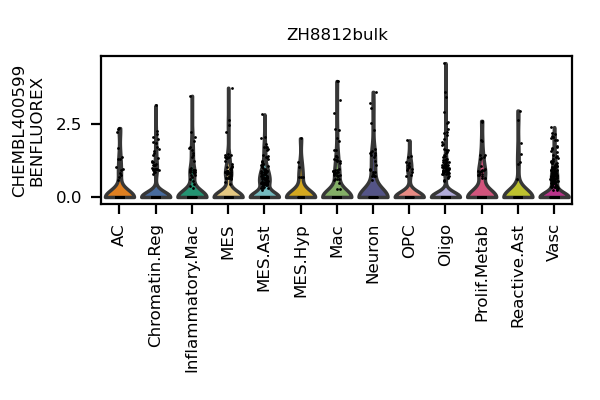 ZH8812bulk
CHEMBL400599
BENFLUOREX
2.5
0.0
AC
Chromatin.Reg
Inflammatory.Mac
MES
MES.Ast
MES.Hyp
Mac
Neuron
OPC
Oligo
Prolif.Metab
Reactive.Ast
Vasc